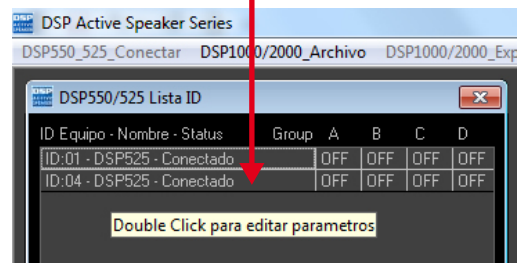 DSP Active Speaker Series
DSP550_525_Conectar DSP1000/2000_Archivo DSP1000/2000_Exp
DSP550/525 Lista ID
ID Equipo - Nombre - Status Group A B C D
ID:01 - DSP525 - Conectado OFF OFF OFF OFF
ID:04 - DSP525 - Conectado OFF OFF OFF OFF
Double Click para editar parametros